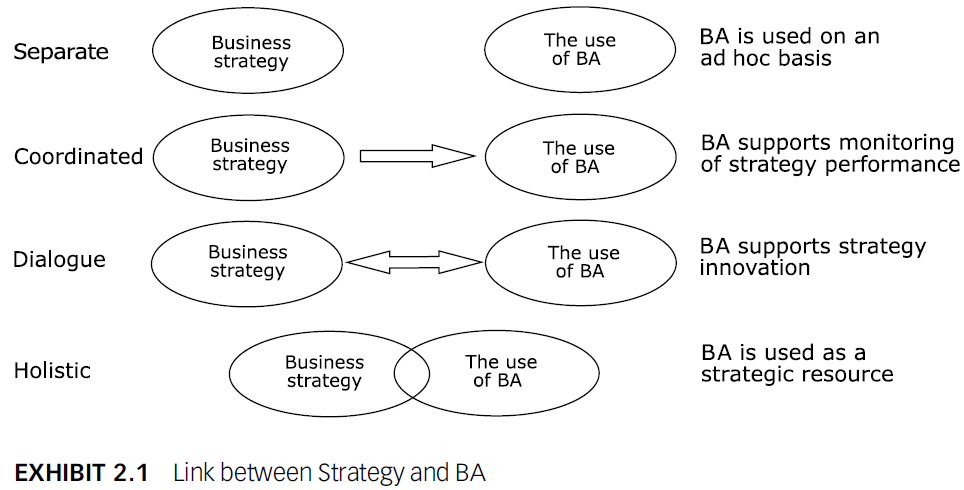 Separate
Business
strategy
The use
of BA
BA is used on an
ad hoc basis
Coordinated
Business
strategy
The use
of BA
BA supports monitoring
of strategy performance
Dialogue
Business
strategy
The use
of BA
BA supports strategy
innovation
Holistic
Business
strategy
The use
of BA
BA is used as a
strategic resource
EXHIBIT 2.1 Link between Strategy and BA